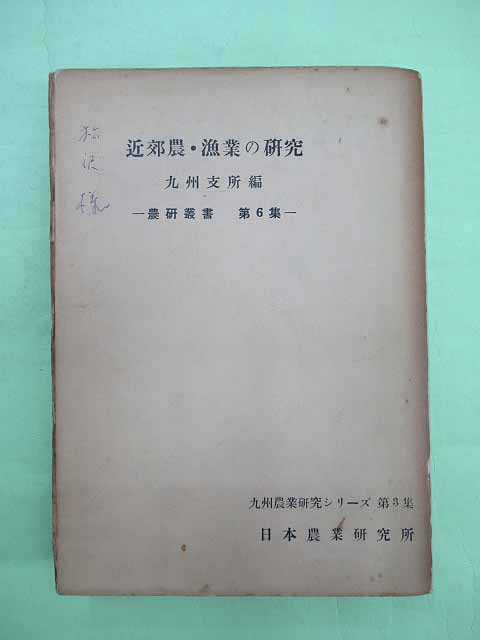 近郊農・漁業の研究
九州支所編
―農研叢書 第6集―
九州農業研究シリーズ 第3集
日本農業研究所
沢
様